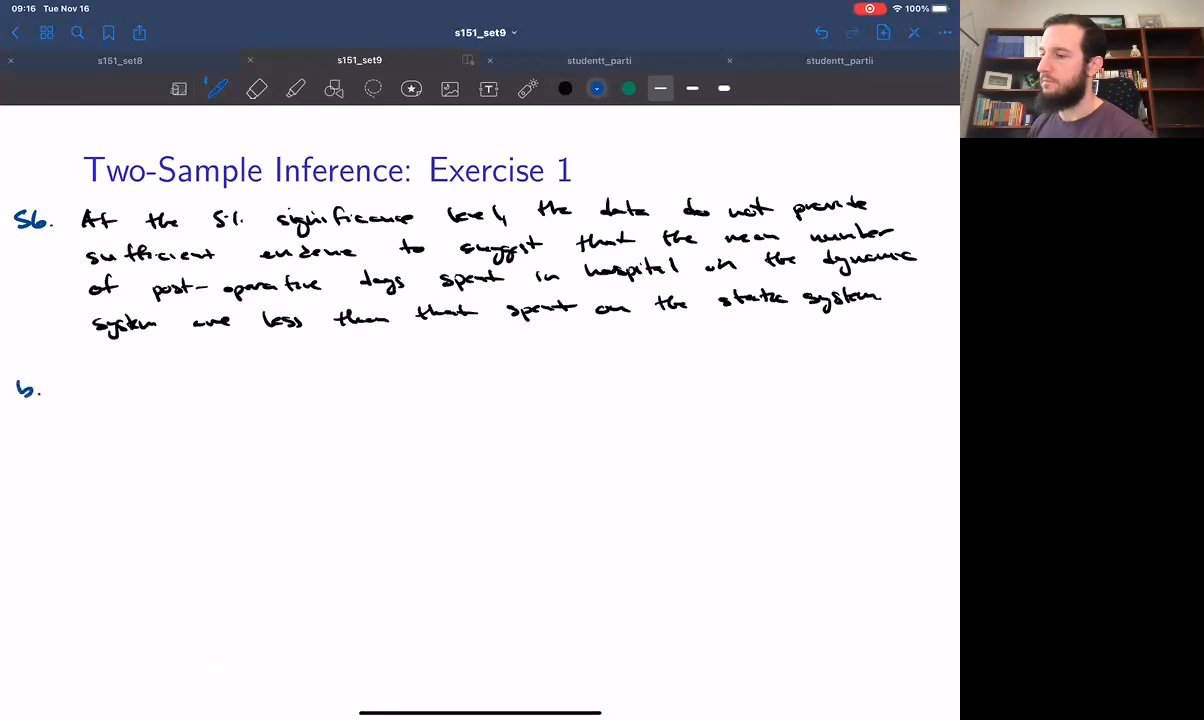 09:16 Tue Nov 16
100%
s151_set9
s151_set8
s151_set9
studentt_parti
studentt_partii
Two-Sample Inference: Exercise 1
S6. At the 5% significance level, the data do not provide
sufficient evidence to suggest that the mean number
of post-operative days spent in hospital on the dynamic
system are less than that spent on the static system
b.